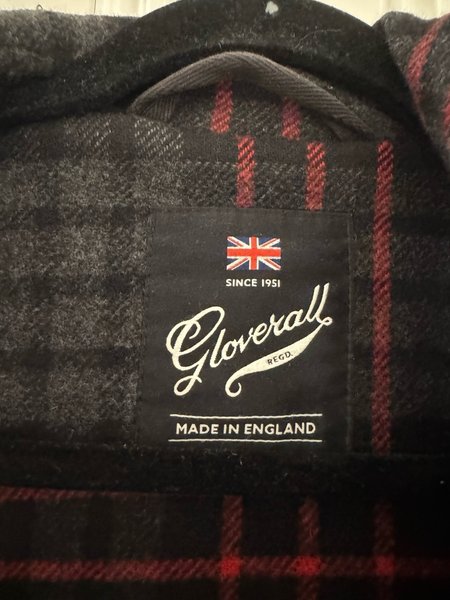 SINCE 1951
Gloverall
REGD.
MADE IN ENGLAND